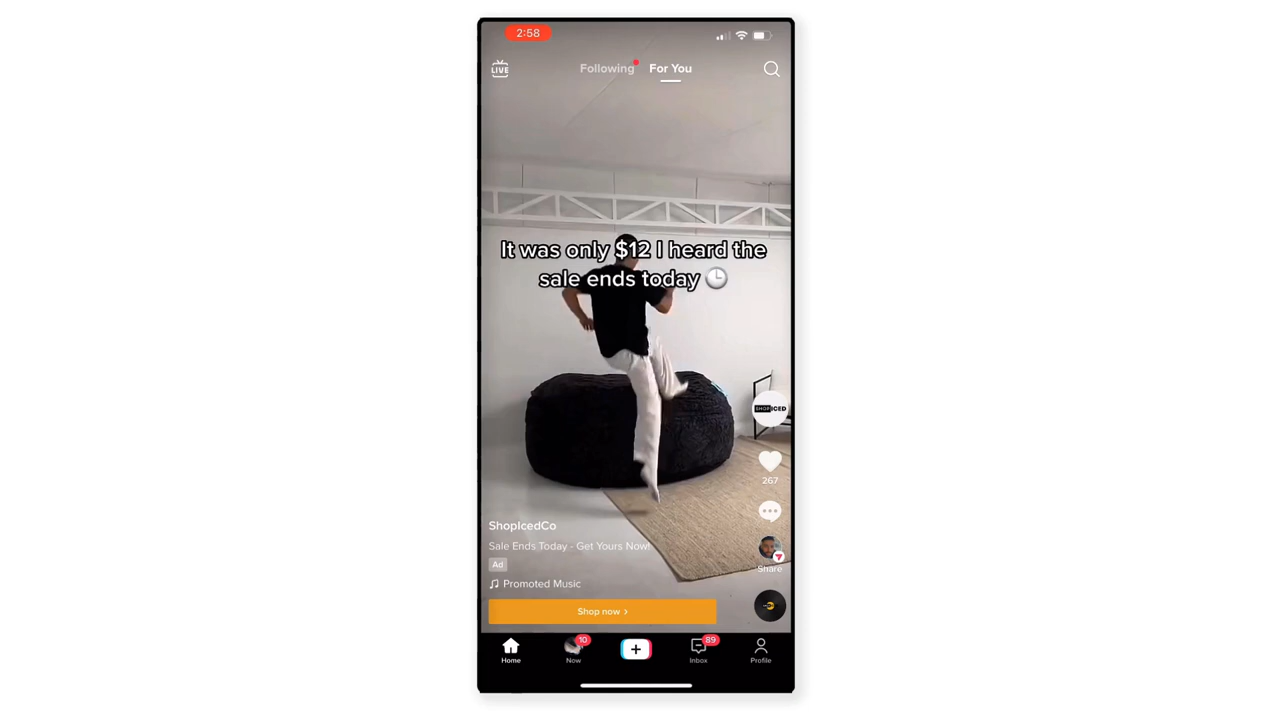 2:58
LIVE
Following
For You
It was only $12 I heard the
sale ends today 🕒
SHOPICED
267
ShopIcedCo
Sale Ends Today - Get Yours Now!
Ad
Share
Promoted Music
Shop now >
10
89
Home
Now
Inbox
Profile